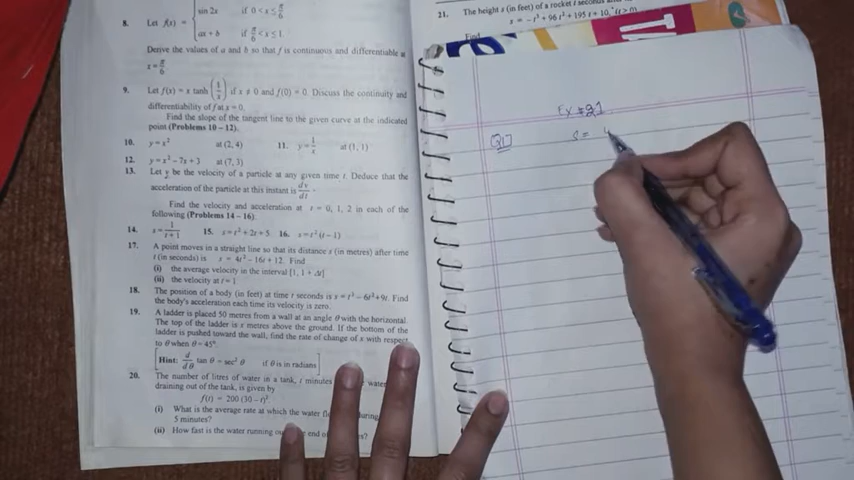 8. Let f(x) = { sin 2x if 0 < x ≤ π/6
ax + b if π/6 < x ≤ 1.
Derive the values of a and b so that f is continuous and differentiable a
x = π/6
9. Let f(x) = x tanh (1/x) if x ≠ 0 and f(0) = 0. Discuss the continuity and
differentiability of f at x = 0.
Find the slope of the tangent line to the given curve at the indicated
point (Problems 10 – 12).
10. y = x² at (2, 4) 11. y = 1/x at (1, 1)
12. y = x² – 7x + 3 at (7, 3)
13. Let v be the velocity of a particle at any given time t. Deduce that the
acceleration of the particle at this instant is dv/dt .
Find the velocity and acceleration at t = 0, 1, 2 in each of the
following (Problems 14 – 16).
14. s = 1/(t + 1) 15. s = t² + 2t + 3 16. s = t² (t – 1)
17. A point moves in a straight line so that its distance s (in metres) after time
t (in seconds) is s = 4t² – 16t + 12. Find
(i) the average velocity in the interval [1, 1 + Δt]
(ii) the velocity at t = 1
18. The position of a body (in feet) at time t seconds is s = t³ – 6t² + 9t. Find
the body's acceleration each time its velocity is zero.
19. A ladder is placed 50 metres from a wall at an angle θ with the horizontal.
The top of the ladder is x metres above the ground. If the bottom of the
ladder is pushed toward the wall, find the rate of change of x with respect
to θ when θ = 45°.
[Hint: d/dθ tan θ = sec² θ if θ is in radians]
20. The number of litres of water in a tank, t minutes water
draining out of the tank, is given by
f(t) = 200 (30 – t)²
(i) What is the average rate at which the water during
5 minutes?
(ii) How fast is the water running end of
21. The height s (in feet) of a rocket t seconds
s = – t³ + 96 t² + 195 t + 10, (t > 0)
Find
EX # 2.1
s =